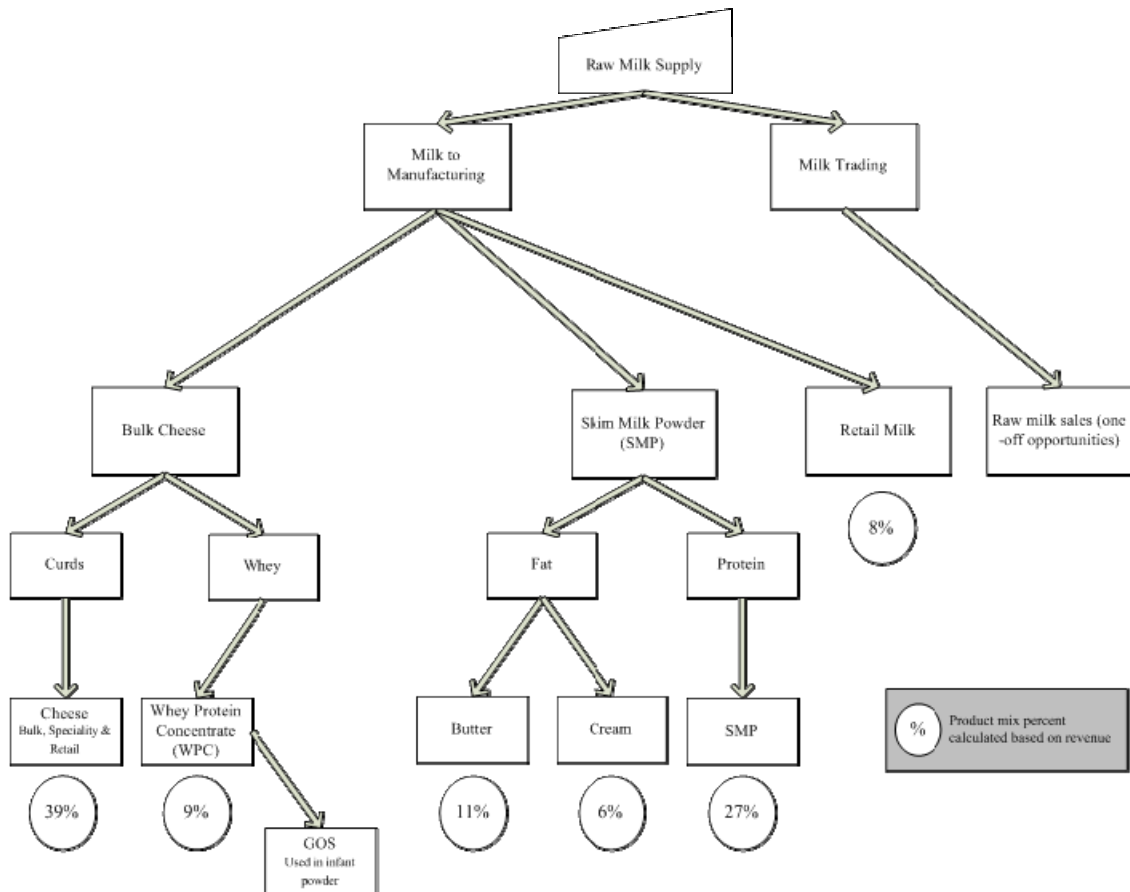 Raw Milk Supply
Milk to
Manufacturing
Milk Trading
Bulk Cheese
Skim Milk Powder
(SMP)
Retail Milk
Raw milk sales (one
-off opportunities)
8%
Curds
Whey
Fat
Protein
Cheese
Bulk, Speciality &
Retail
Whey Protein
Concentrate
(WPC)
Butter
Cream
SMP
%
Product mix percent
calculated based on revenue
39%
9%
11%
6%
27%
GOS
Used in infant
powder